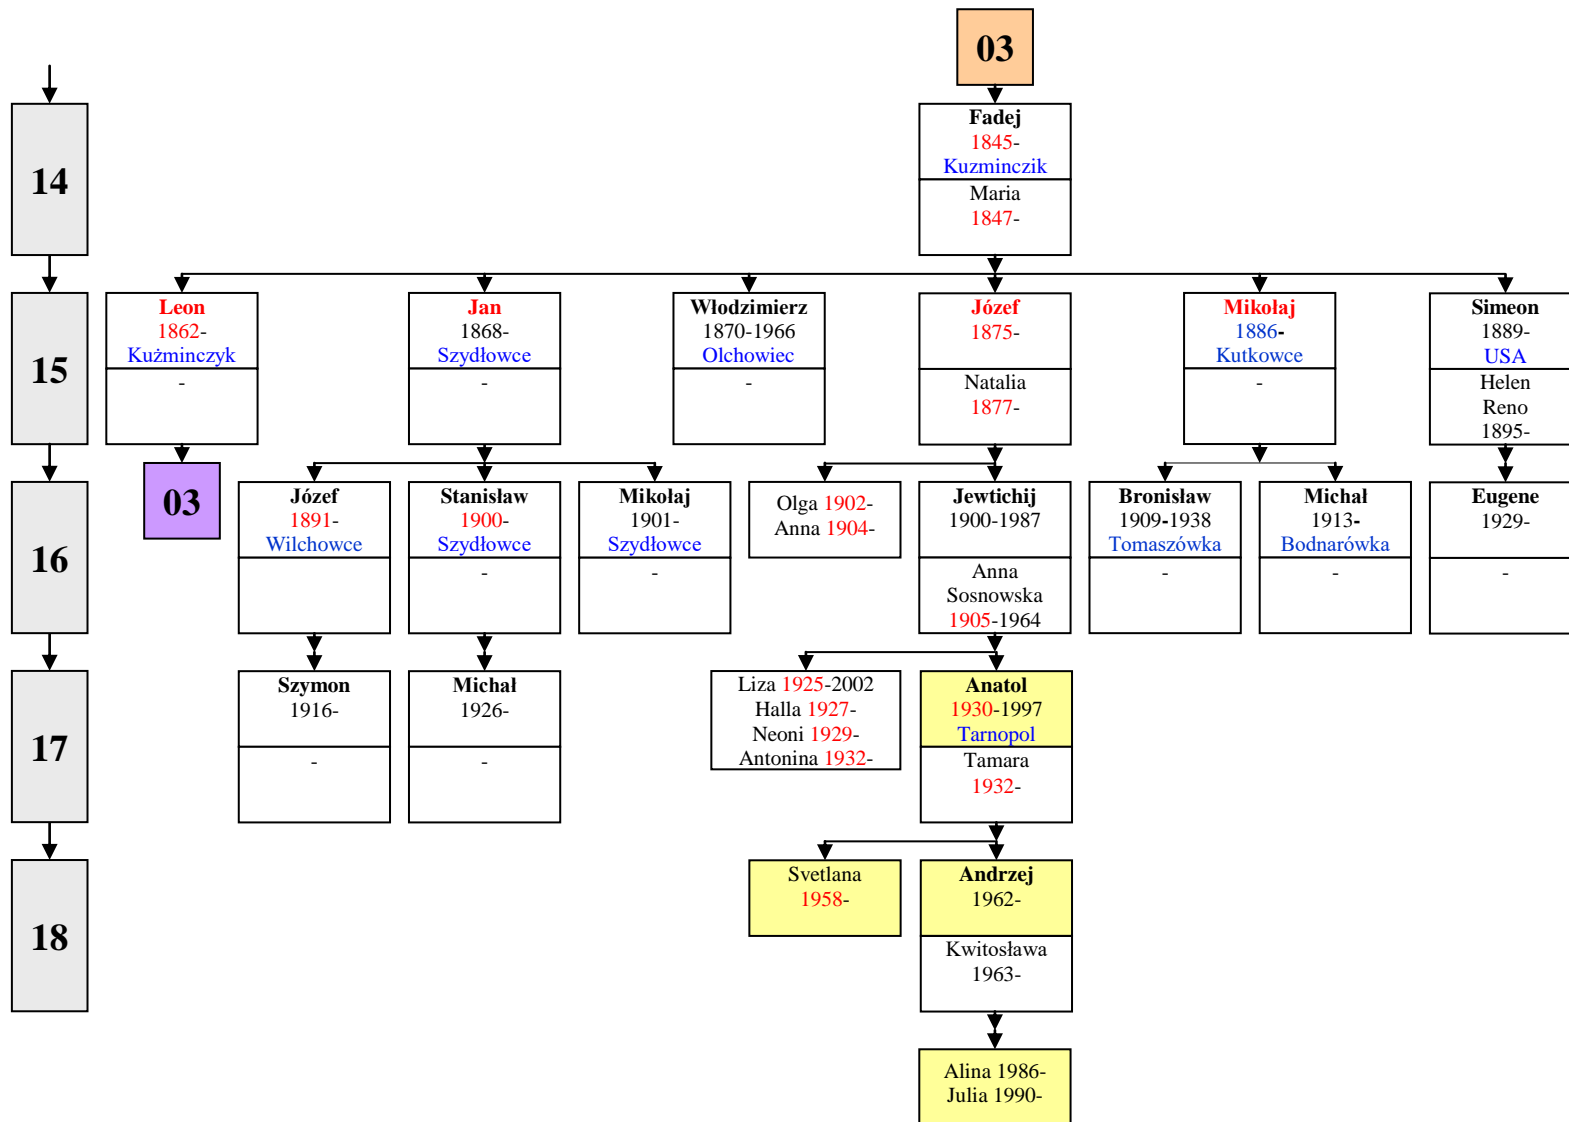 03
14
Fadej
1845-
Kuzminczik
Maria
1847-
15
Leon
1862-
Kużminczyk
-
Jan
1868-
Szydłowce
-
Włodzimierz
1870-1966
Olchowiec
-
Józef
1875-
Natalia
1877-
Mikołaj
1886-
Kutkowce
-
Simeon
1889-
USA
Helen
Reno
1895-
16
03
Józef
1891-
Wilchowce
Stanisław
1900-
Szydłowce
-
Mikołaj
1901-
Szydłowce
-
Olga 1902-
Anna 1904-
Jewtichij
1900-1987
Anna
Sosnowska
1905-1964
Bronisław
1909-1938
Tomaszówka
-
Michał
1913-
Bodnarówka
-
Eugene
1929-
-
17
Szymon
1916-
-
Michał
1926-
-
Liza 1925-2002
Halla 1927-
Neoni 1929-
Antonina 1932-
Anatol
1930-1997
Tarnopol
Tamara
1932-
18
Svetlana
1958-
Andrzej
1962-
Kwitosława
1963-
Alina 1986-
Julia 1990-